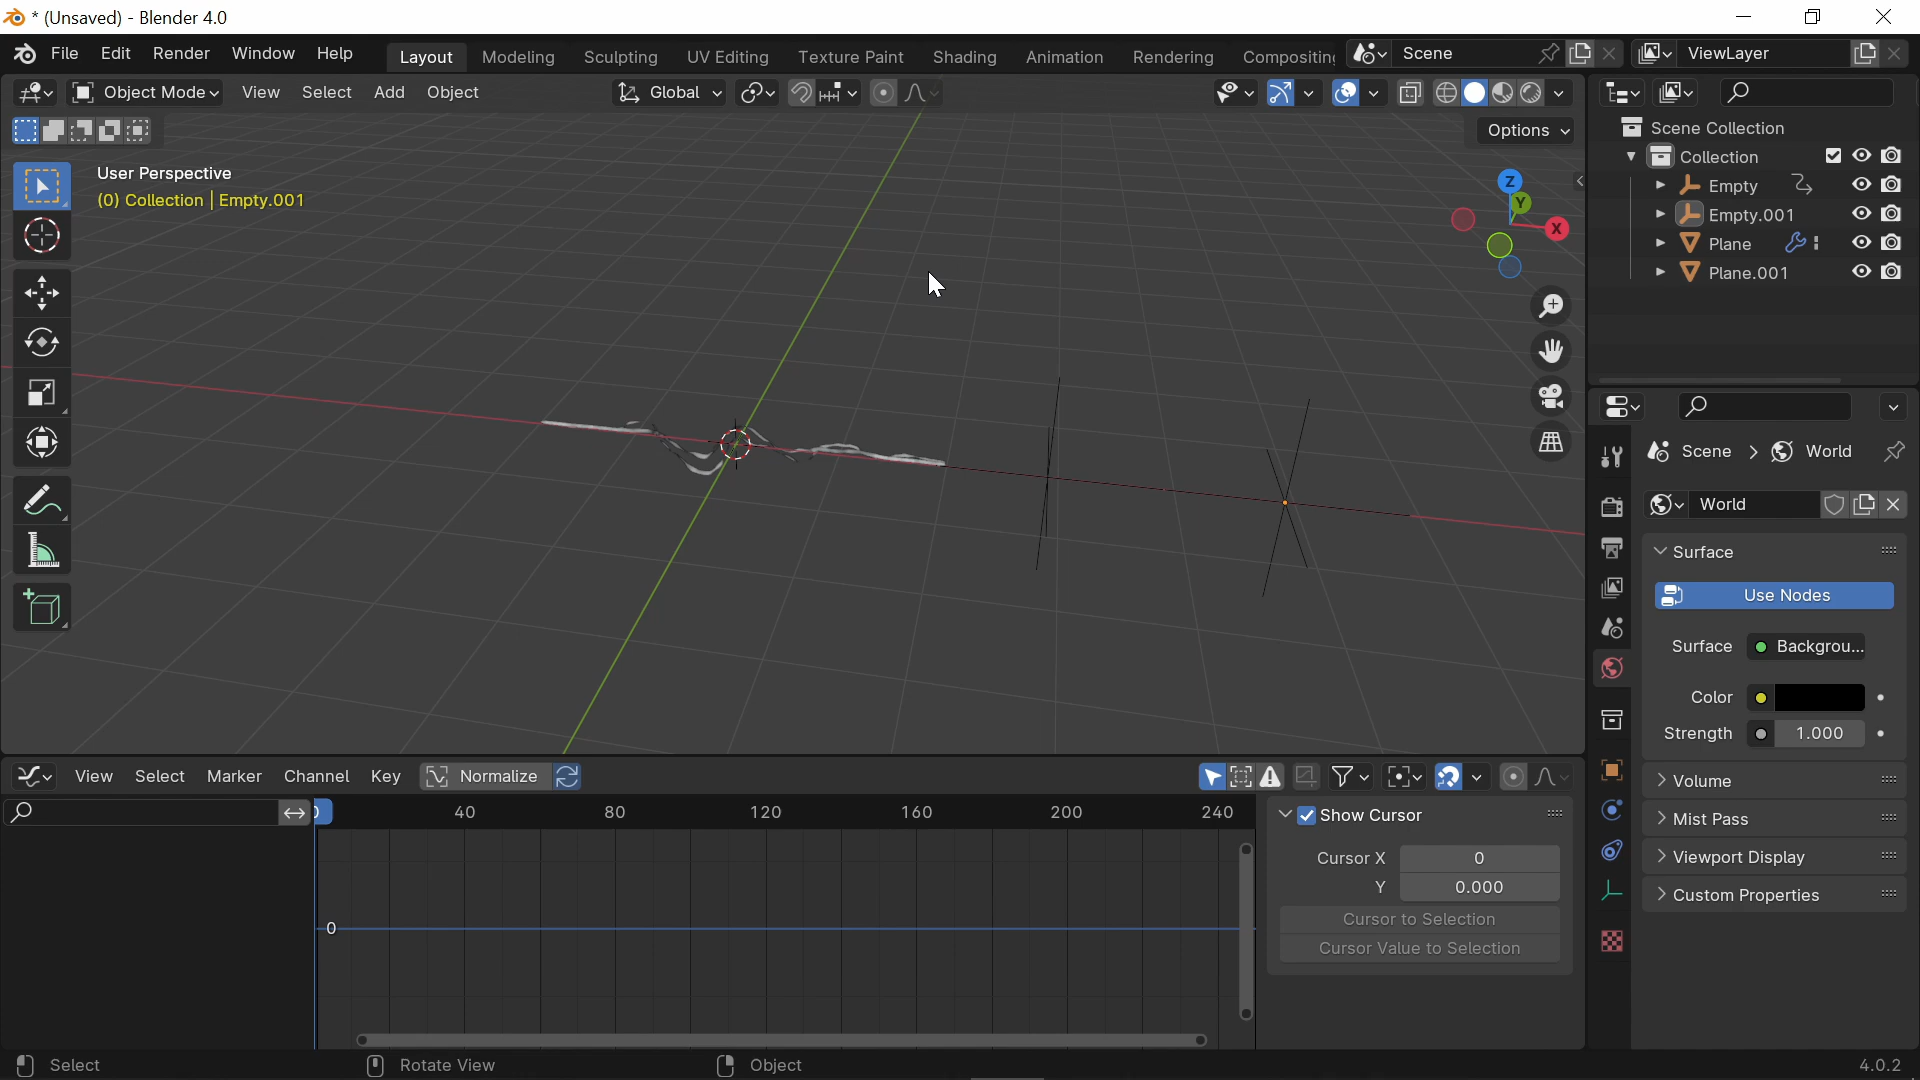 * (Unsaved) - Blender 4.0
File Edit Render Window Help Layout Modeling Sculpting UV Editing Texture Paint Shading Animation Rendering Compositing Scene ViewLayer
Object Mode View Select Add Object Global
Options
User Perspective
(0) Collection | Empty.001
Z
Y
X
Scene Collection
Collection
Empty
Empty.001
Plane
Plane.001
Scene > World
World
Surface
Use Nodes
Surface Backgrou...
Color
Strength 1.000
Volume
Mist Pass
Viewport Display
Custom Properties
View Select Marker Channel Key Normalize
40 80 120 160 200 240
0
Show Cursor
Cursor X 0
Y 0.000
Cursor to Selection
Cursor Value to Selection
Select Rotate View Object 4.0.2